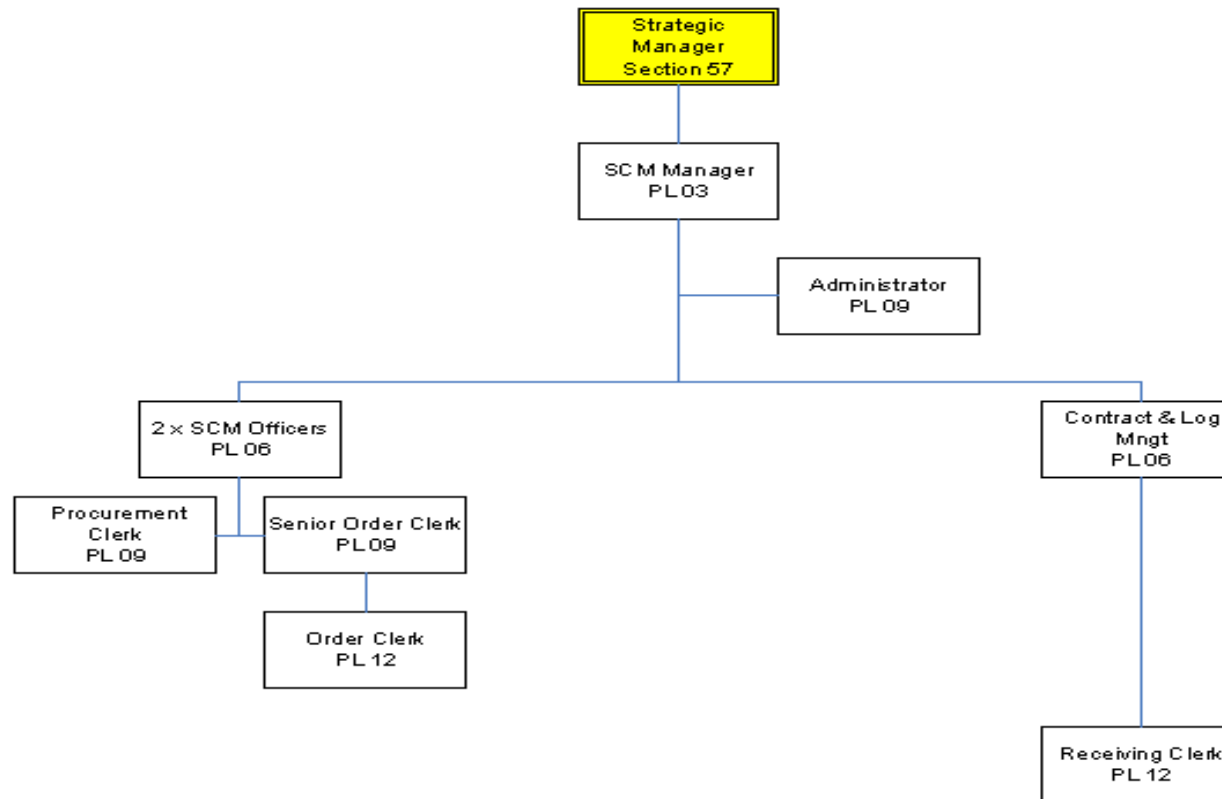 Strategic
Manager
Section 57
SCM Manager
PL 03
Administrator
PL 09
2 x SCM Officers
PL 06
Contract & Log
Mngt
PL 06
Procurement
Clerk
PL 09
Senior Order Clerk
PL 09
Order Clerk
PL 12
Receiving Clerk
PL 12